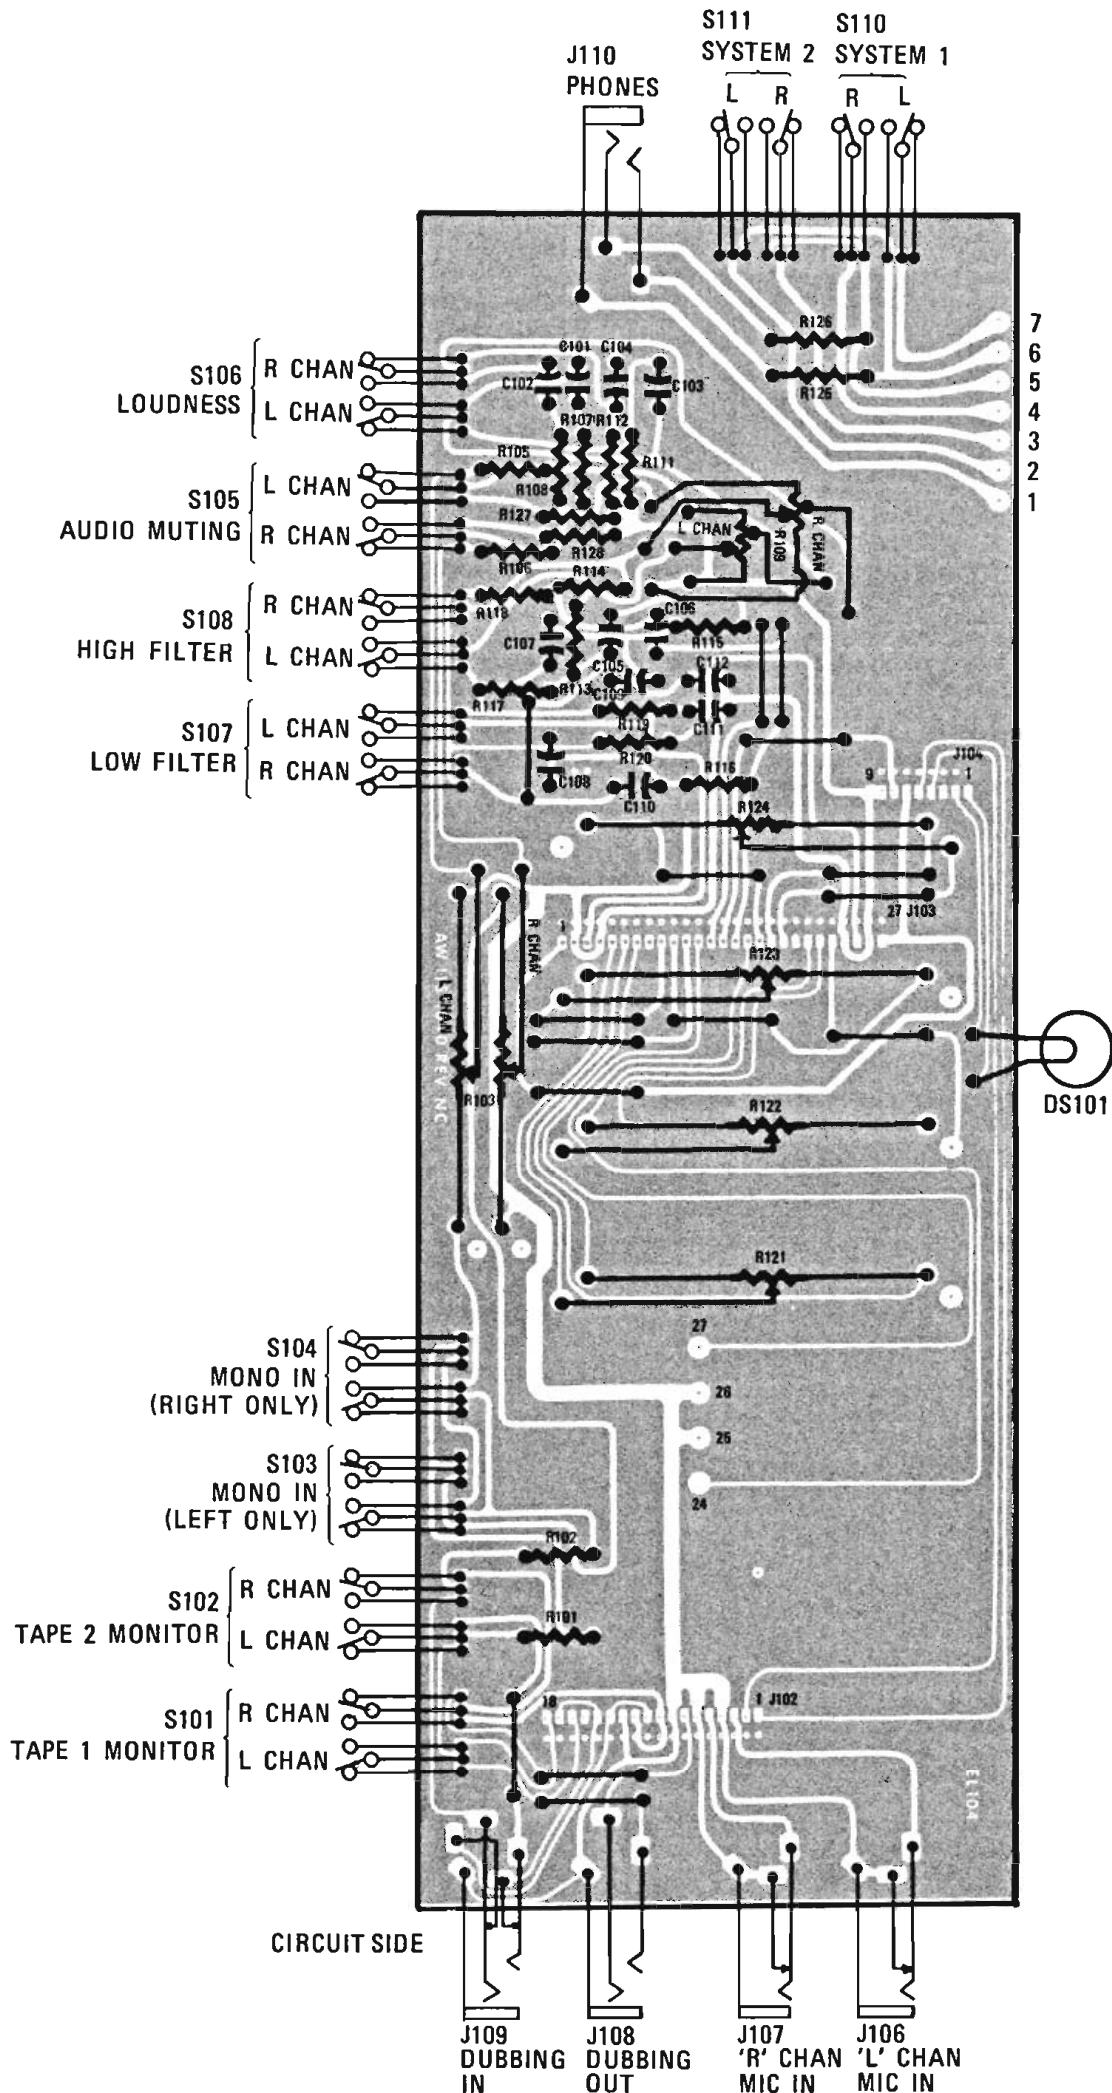 S111
SYSTEM 2
S110
SYSTEM 1
L R
R L
J110
PHONES
7
6
5
4
3
2
1
R126
R126
S106
LOUDNESS
R CHAN
L CHAN
C101
C104
C102
C103
R107
R112
R105
R111
R108
S105
AUDIO MUTING
L CHAN
R CHAN
R127
R128
R106
L CHAN
R109
R CHAN
R114
R118
S108
HIGH FILTER
R CHAN
L CHAN
C106
C107
R115
C105
C112
R113
R117
C109
S107
LOW FILTER
L CHAN
R CHAN
R119
C111
R120
C108
R116
C110
J104
9 1
R124
27 J103
1
R CHAN
L CHAN
R123
R103
DS101
R122
R121
27
26
25
24
S104
MONO IN
(RIGHT ONLY)
S103
MONO IN
(LEFT ONLY)
R102
S102
TAPE 2 MONITOR
R CHAN
L CHAN
R101
S101
TAPE 1 MONITOR
R CHAN
L CHAN
18
1 J102
EL104
CIRCUIT SIDE
J109
DUBBING
IN
J108
DUBBING
OUT
J107
'R' CHAN
MIC IN
J106
'L' CHAN
MIC IN